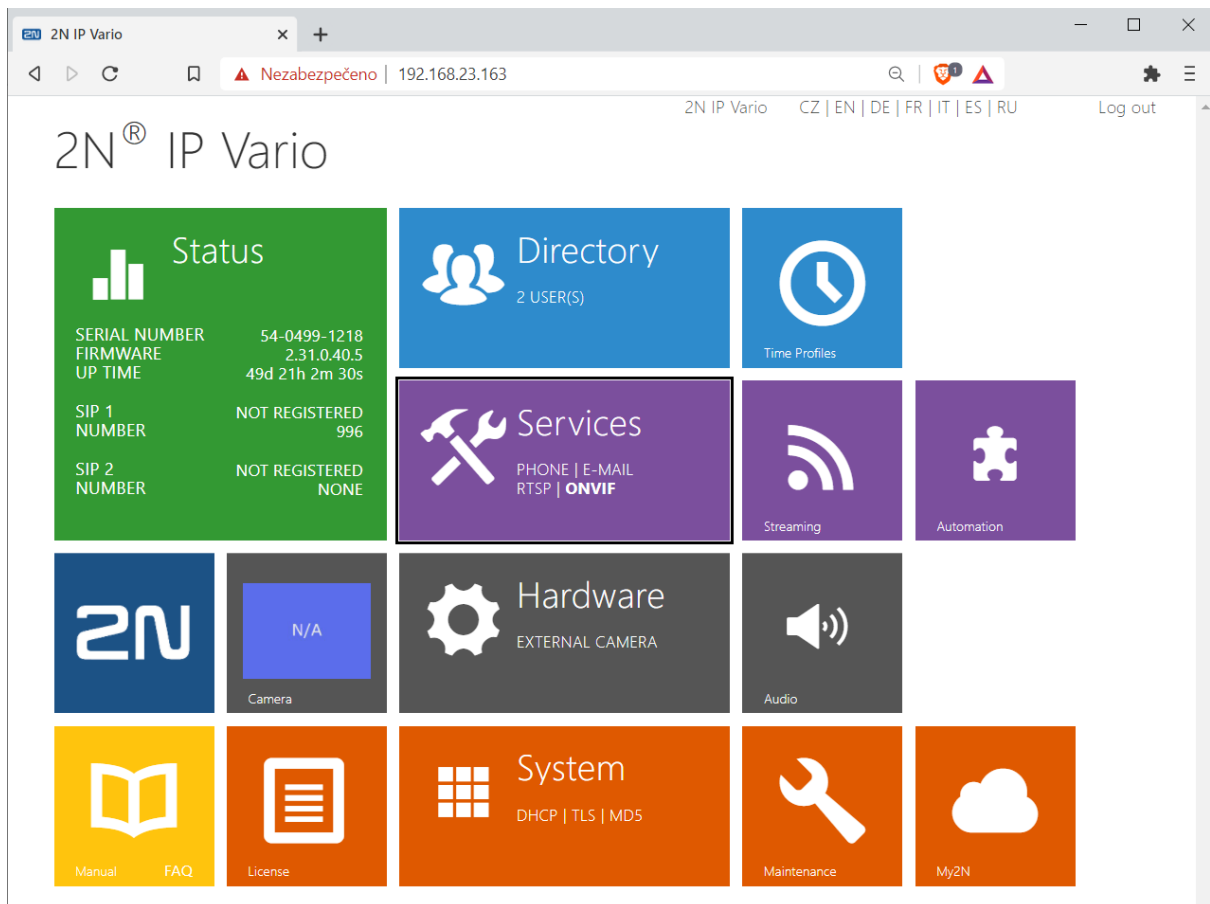 2N IP Vario
Nezabezpečeno | 192.168.23.163
2N IP Vario CZ | EN | DE | FR | IT | ES | RU Log out
2N® IP Vario
Status
SERIAL NUMBER 54-0499-1218
FIRMWARE 2.31.0.40.5
UP TIME 49d 21h 2m 30s
SIP 1 NOT REGISTERED
NUMBER 996
SIP 2 NOT REGISTERED
NUMBER NONE
Directory
2 USER(S)
Time Profiles
Services
PHONE | E-MAIL
RTSP | ONVIF
Streaming
Automation
2N
N/A
Camera
Hardware
EXTERNAL CAMERA
Audio
Manual FAQ
License
System
DHCP | TLS | MD5
Maintenance
My2N